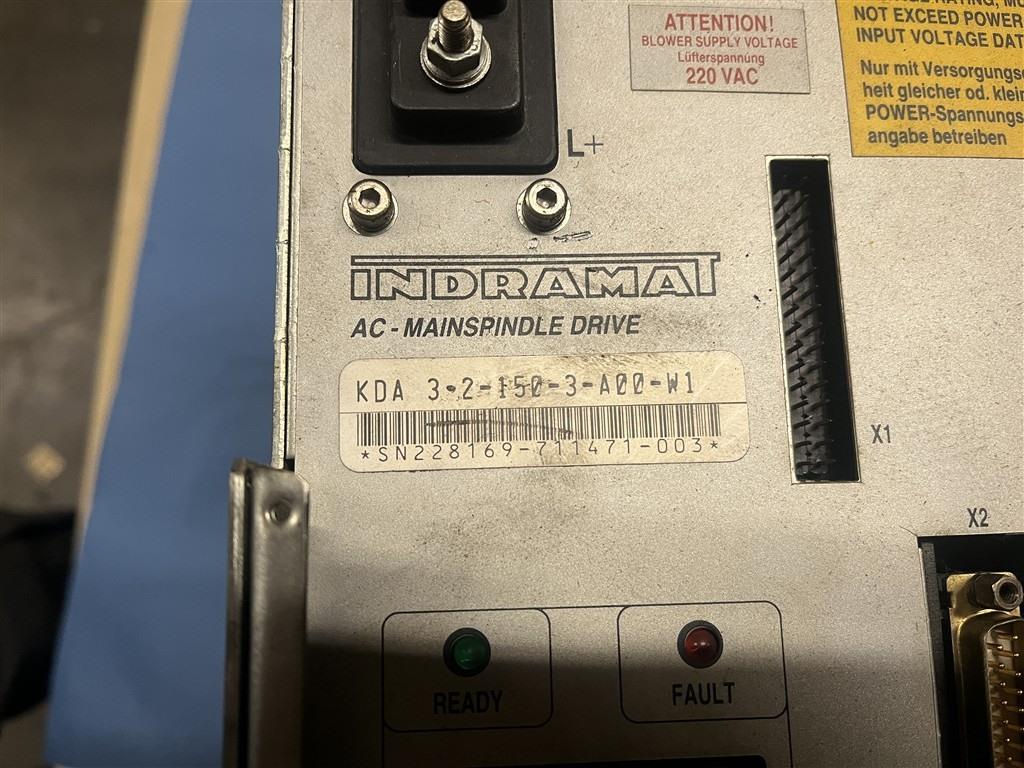 ATTENTION!
BLOWER SUPPLY VOLTAGE
Lüfterspannung
220 VAC
NOT EXCEED POWER
INPUT VOLTAGE DAT
Nur mit Versorgungse
heit gleicher od. klein
POWER-Spannungs
angabe betreiben
L+
INDRAMAT
AC - MAINSPINDLE DRIVE
KDA 3-2-150-3-A00-W1
*SN228169-711471-003*
X1
X2
READY
FAULT